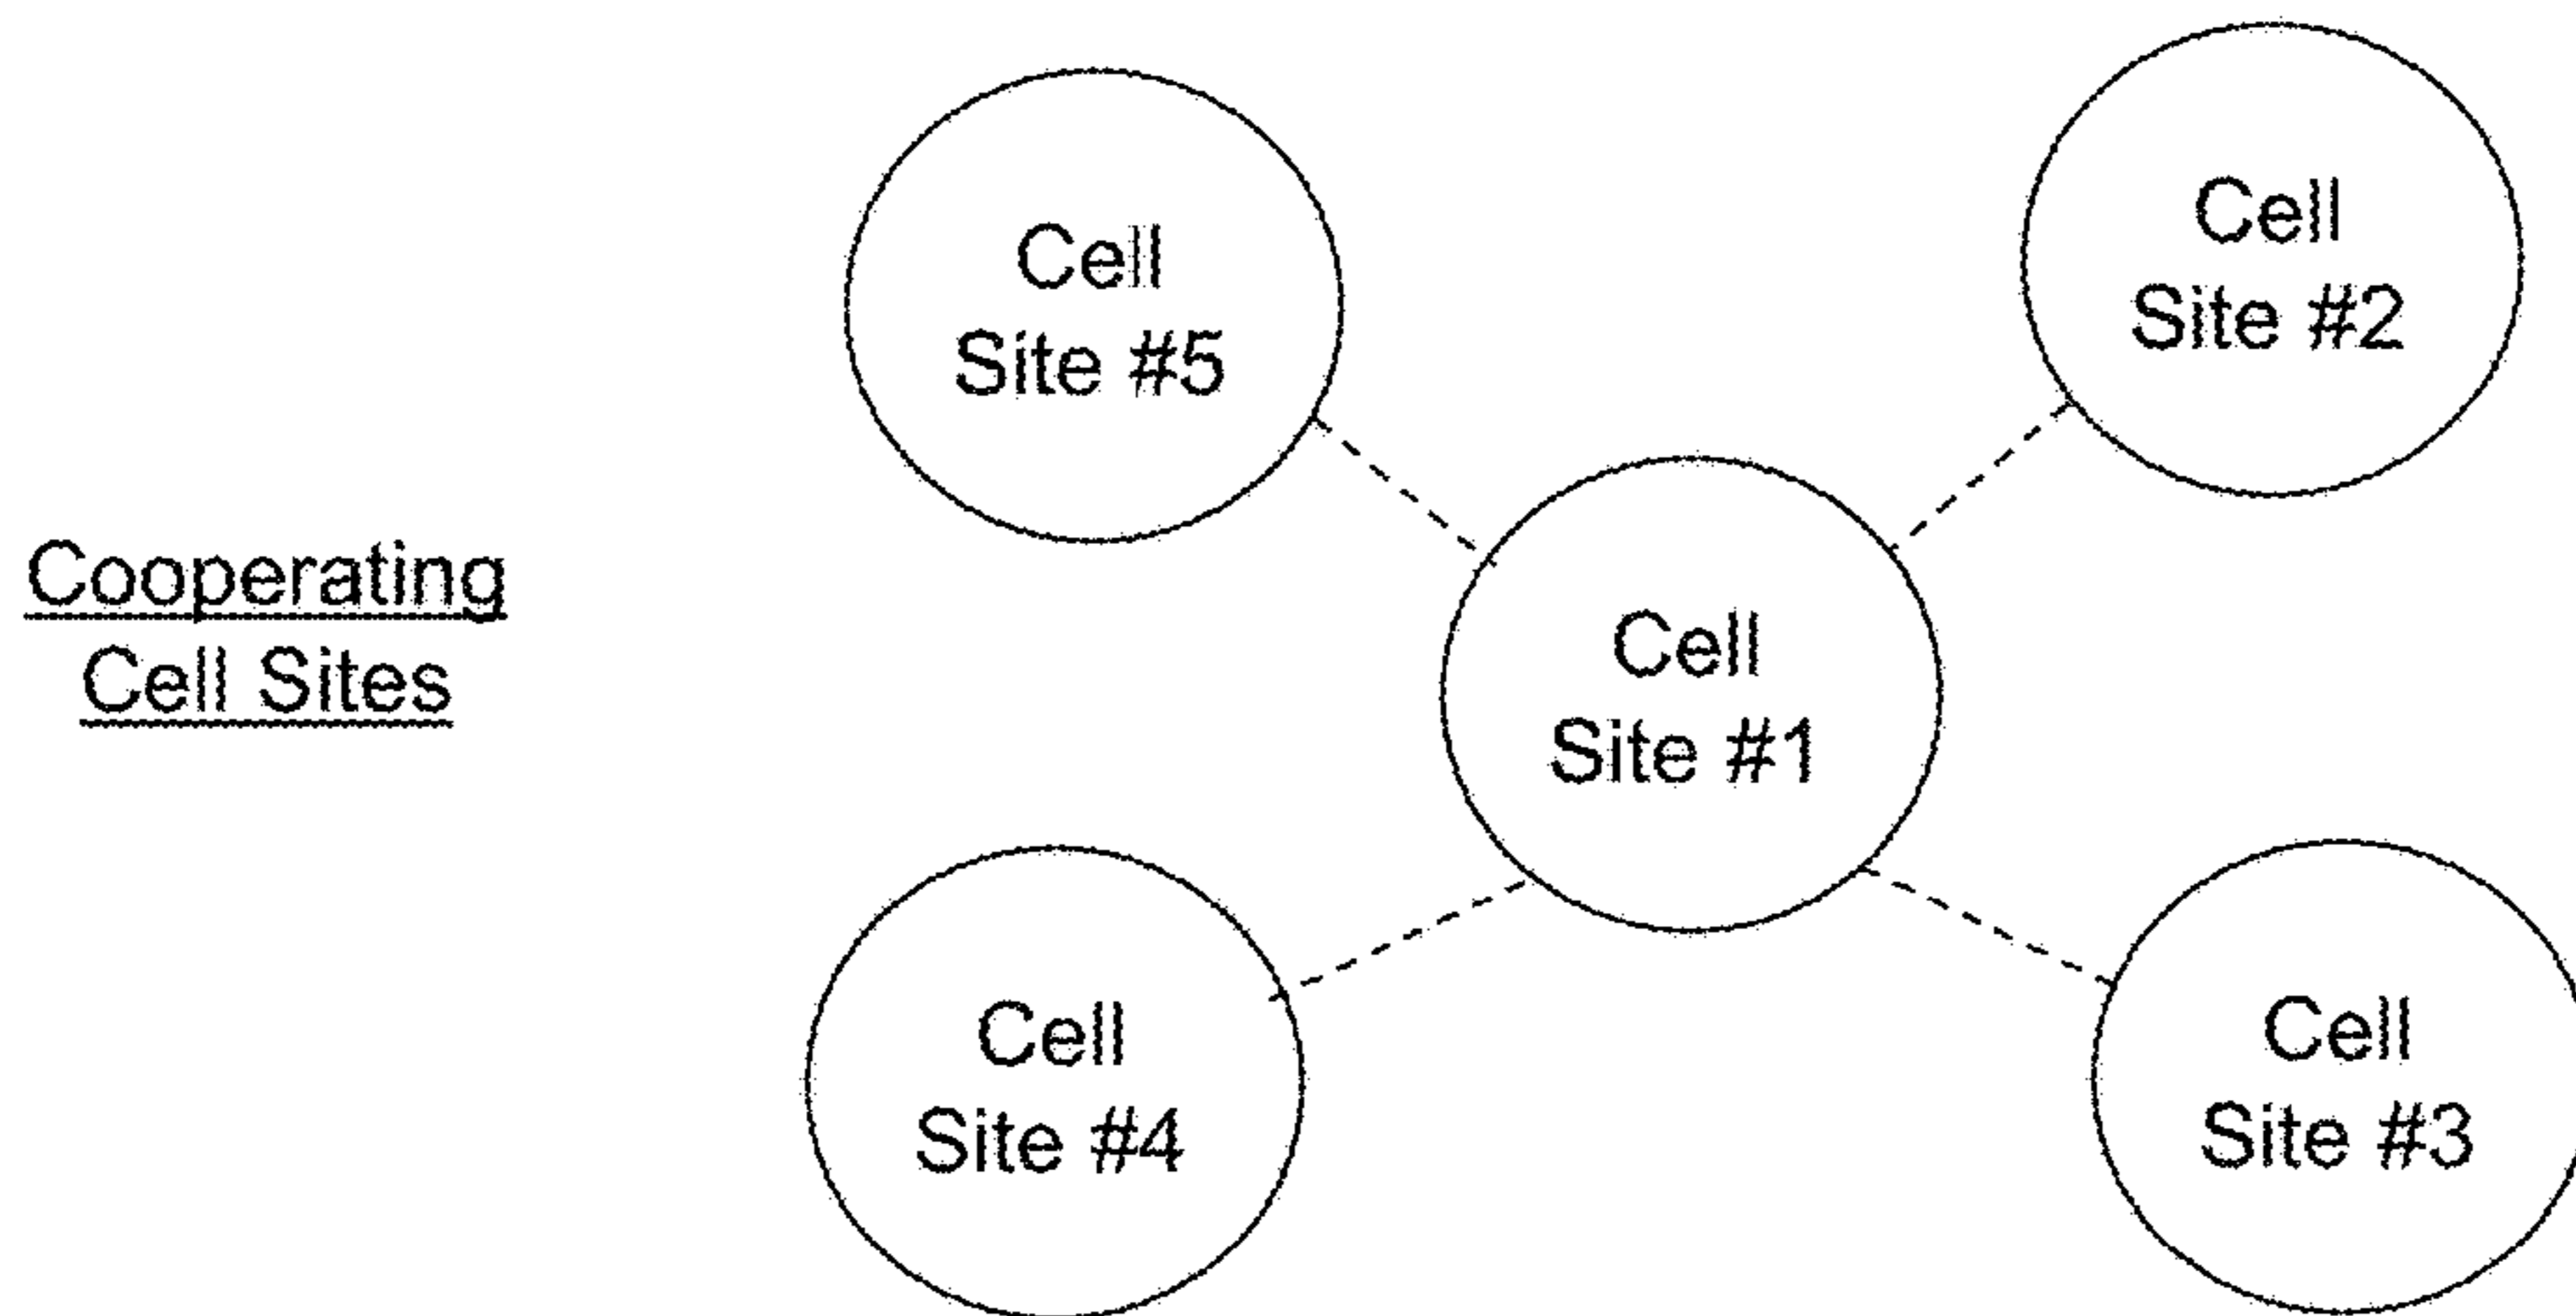 Cooperating
Cell Sites
Cell
Site #5
Cell
Site #2
Cell
Site #1
Cell
Site #4
Cell
Site #3